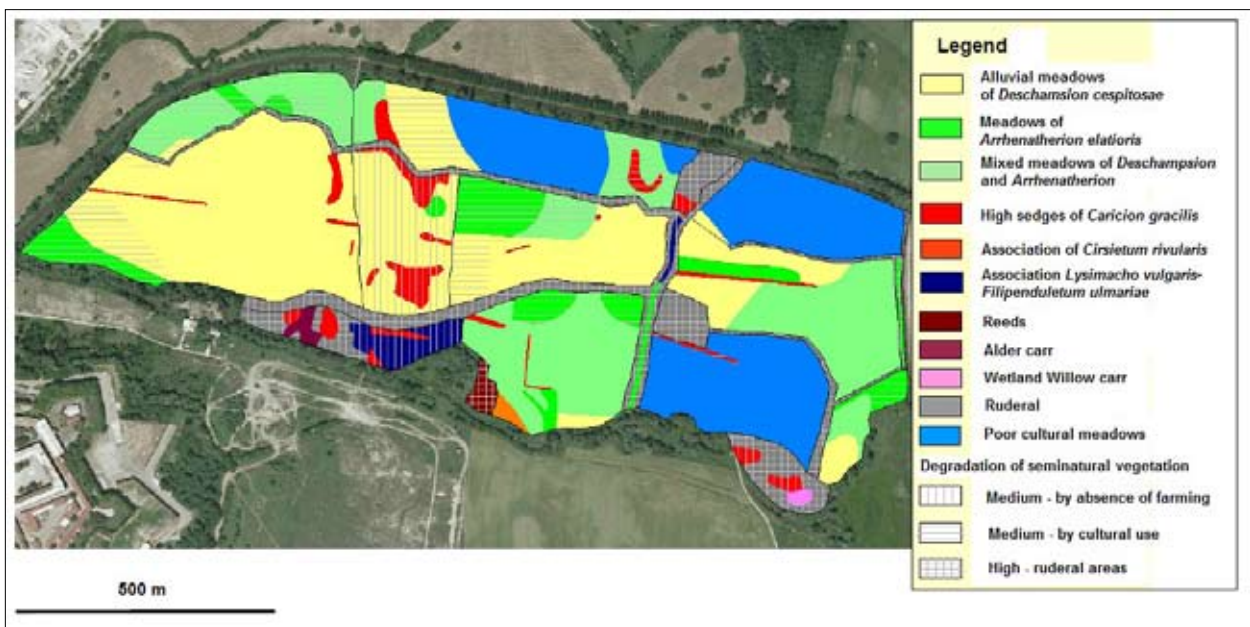 Legend
Alluvial meadows
of Deschamsion cespitosae
Meadows of
Arrhenatherion elatioris
Mixed meadows of Deschampsion
and Arrhenatherion
High sedges of Caricion gracilis
Association of Cirsietum rivularis
Association Lysimacho vulgaris-
Filipenduletum ulmariae
Reeds
Alder carr
Wetland Willow carr
Ruderal
Poor cultural meadows
Degradation of seminatural vegetation
Medium - by absence of farming
Medium - by cultural use
High - ruderal areas
500 m